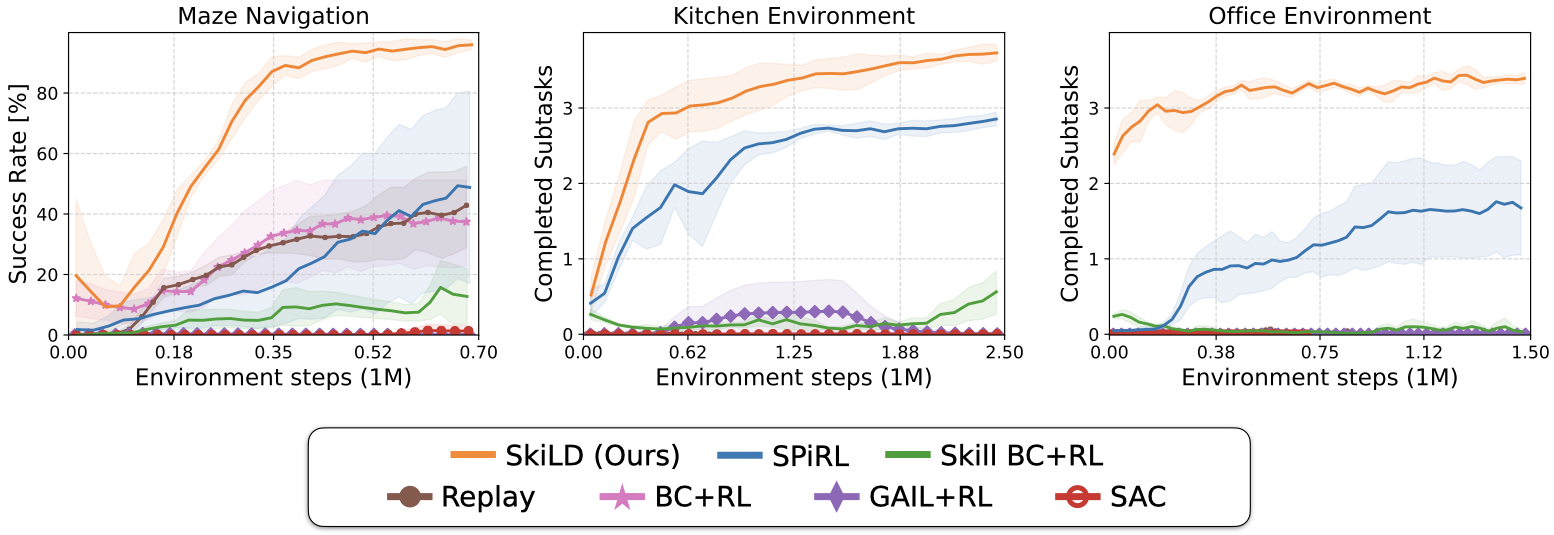 Maze Navigation
Success Rate [%]
80
60
40
20
0
0.00 0.18 0.35 0.52 0.70
Environment steps (1M)
Kitchen Environment
Completed Subtasks
3
2
1
0
0.00 0.62 1.25 1.88 2.50
Environment steps (1M)
Office Environment
Completed Subtasks
3
2
1
0
0.00 0.38 0.75 1.12 1.50
Environment steps (1M)
SkiLD (Ours) SPiRL Skill BC+RL
Replay BC+RL GAIL+RL SAC